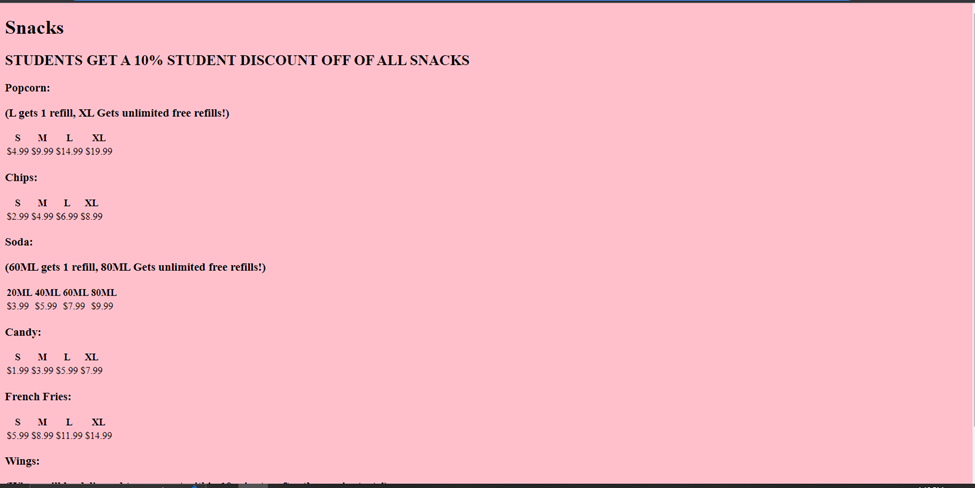 Snacks
STUDENTS GET A 10% STUDENT DISCOUNT OFF OF ALL SNACKS
Popcorn:
(L gets 1 refill, XL Gets unlimited free refills!)
S M L XL
$4.99 $9.99 $14.99 $19.99
Chips:
S M L XL
$2.99 $4.99 $6.99 $8.99
Soda:
(60ML gets 1 refill, 80ML Gets unlimited free refills!)
20ML 40ML 60ML 80ML
$3.99 $5.99 $7.99 $9.99
Candy:
S M L XL
$1.99 $3.99 $5.99 $7.99
French Fries:
S M L XL
$5.99 $8.99 $11.99 $14.99
Wings: